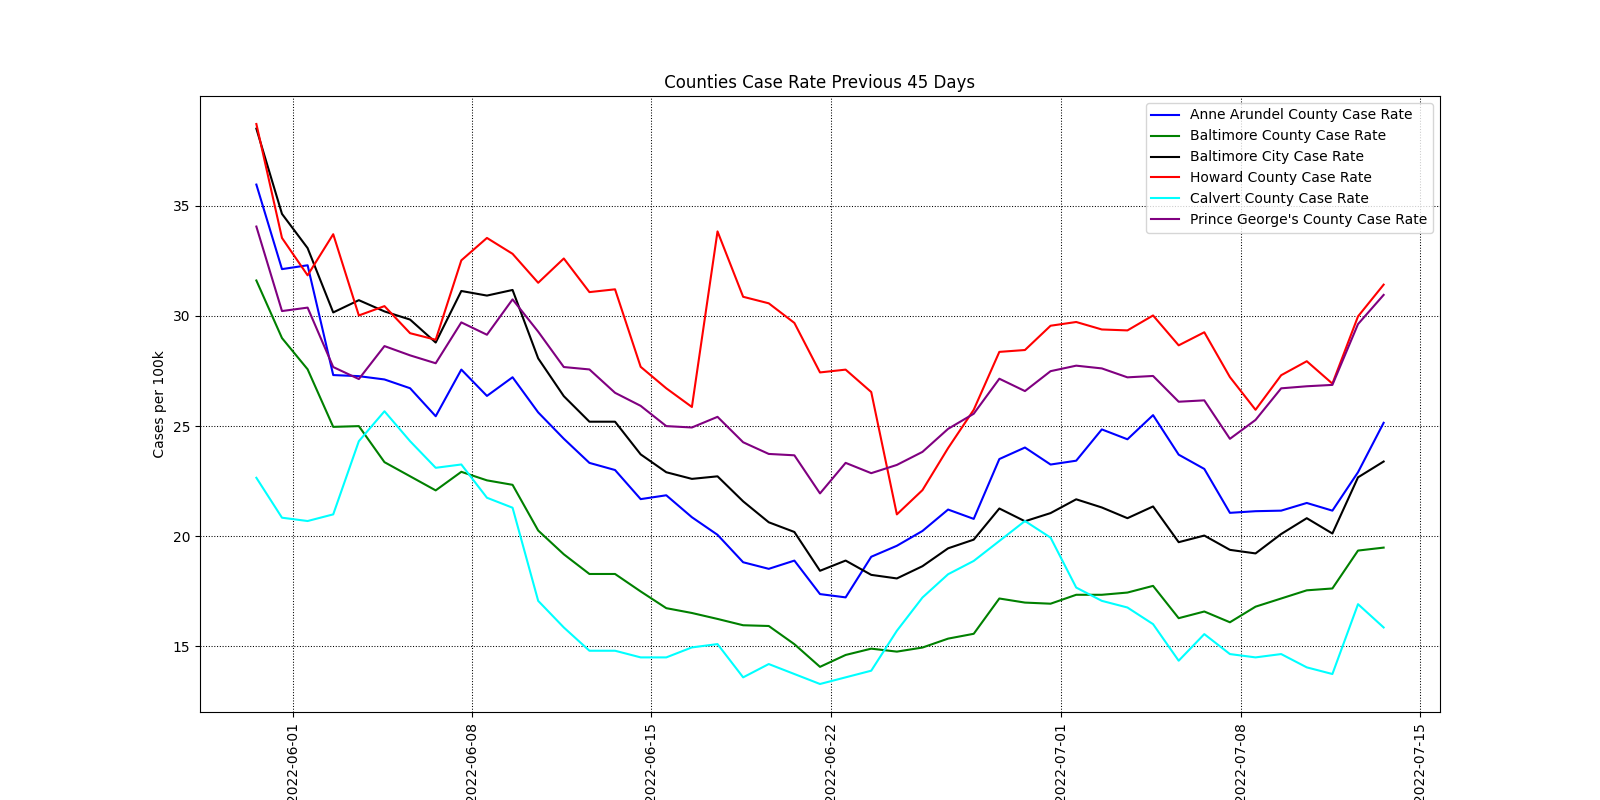 Counties Case Rate Previous 45 Days
Anne Arundel County Case Rate
Baltimore County Case Rate
Baltimore City Case Rate
Howard County Case Rate
Calvert County Case Rate
Prince George's County Case Rate
Cases per 100k
35
30
25
20
15
2022-06-01
2022-06-08
2022-06-15
2022-06-22
2022-07-01
2022-07-08
2022-07-15